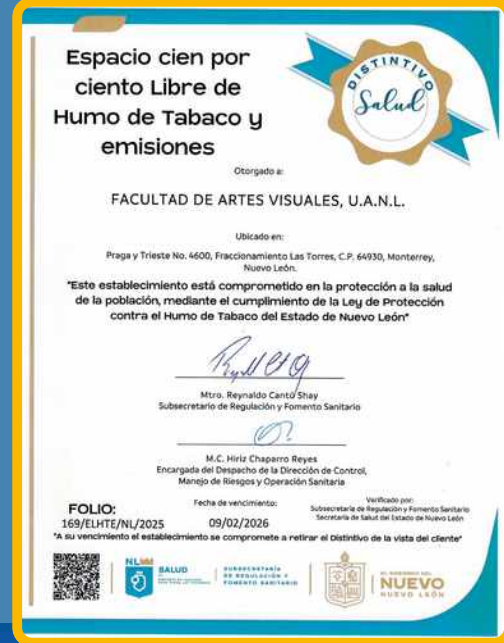 Espacio cien por
ciento Libre de
Humo de Tabaco y
emisiones
DISTINTIVO
Salud
Otorgado a:
FACULTAD DE ARTES VISUALES, U.A.N.L.
Ubicado en:
Praga y Trieste No. 4600, Fraccionamiento Las Torres, C.P. 64930, Monterrey,
Nuevo León.
"Este establecimiento está comprometido en la protección a la salud
de la población, mediante el cumplimiento de la Ley de Protección
contra el Humo de Tabaco del Estado de Nuevo León"
Mtro. Reynaldo Cantú Shay
Subsecretario de Regulación y Fomento Sanitario
M.C. Hiriz Chaparro Reyes
Encargada del Despacho de la Dirección de Control,
Manejo de Riesgos y Operación Sanitaria
FOLIO:
169/ELHTE/NL/2025
Fecha de vencimiento:
09/02/2026
Verificado por:
Subsecretaría de Regulación y Fomento Sanitario
Secretaría de Salud del Estado de Nuevo León
"A su vencimiento el establecimiento se compromete a retirar el Distintivo de la vista del cliente"
NL
SALUD
SUBSECRETARÍA
DE REGULACIÓN Y
FOMENTO SANITARIO
EL GOBIERNO DEL
NUEVO
NUEVO LEÓN